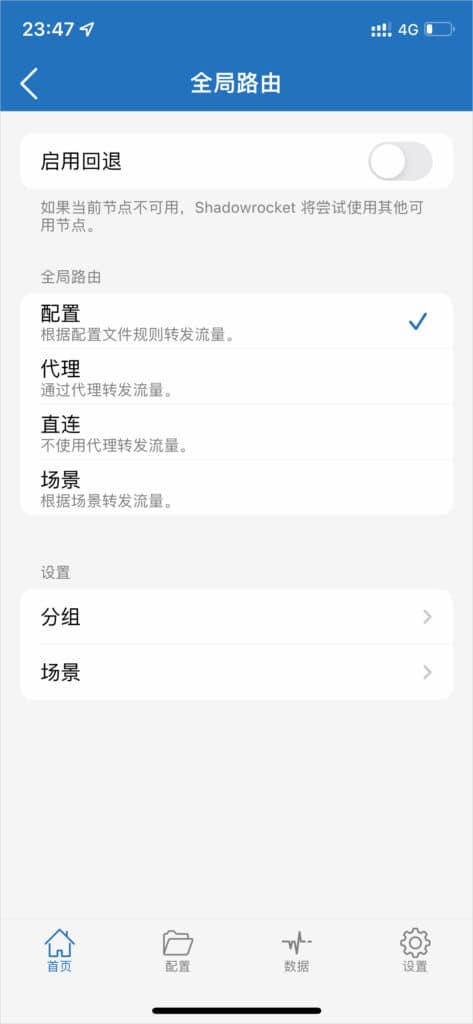 23:47 4G
全局路由
启用回退
如果当前节点不可用，Shadowrocket 将尝试使用其他可
用节点。
全局路由
配置
根据配置文件规则转发流量。
代理
通过代理转发流量。
直连
不使用代理转发流量。
场景
根据场景转发流量。
设置
分组
场景
首页 配置 数据 设置